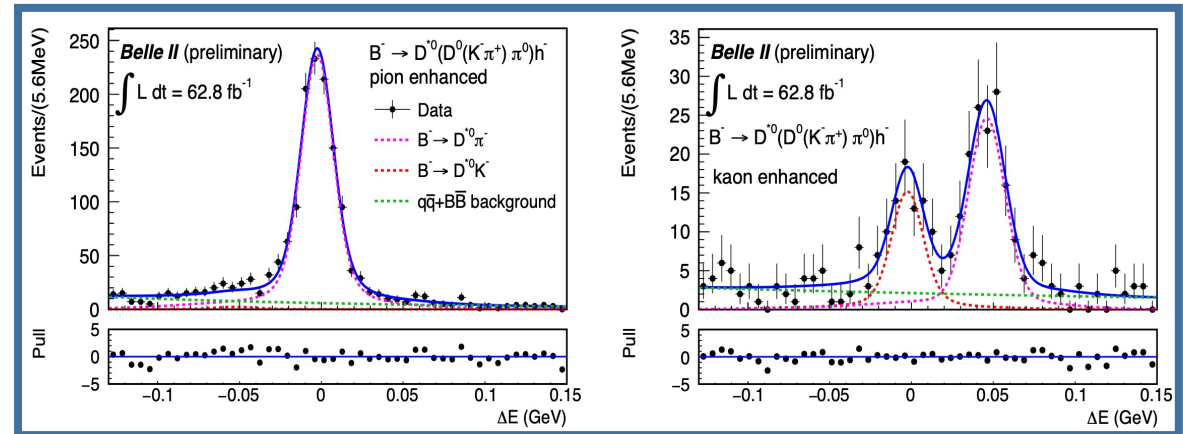 Belle II (preliminary)
∫ L dt = 62.8 fb⁻¹
B⁻ → D*⁰(D⁰(K⁻π⁺) π⁰)h⁻
pion enhanced
Data
B⁻→ D*⁰π⁻
B⁻→ D*⁰K⁻
qq̅+BB̅ background
Events/(5.6MeV)
250
200
150
100
50
0
Pull
5
0
−5
−0.1 −0.05 0 0.05 0.1 0.15
ΔE (GeV)
Belle II (preliminary)
∫ L dt = 62.8 fb⁻¹
B⁻ → D*⁰(D⁰(K⁻π⁺) π⁰)h⁻
kaon enhanced
Events/(5.6MeV)
35
30
25
20
15
10
5
0
Pull
5
0
−5
−0.1 −0.05 0 0.05 0.1 0.15
ΔE (GeV)